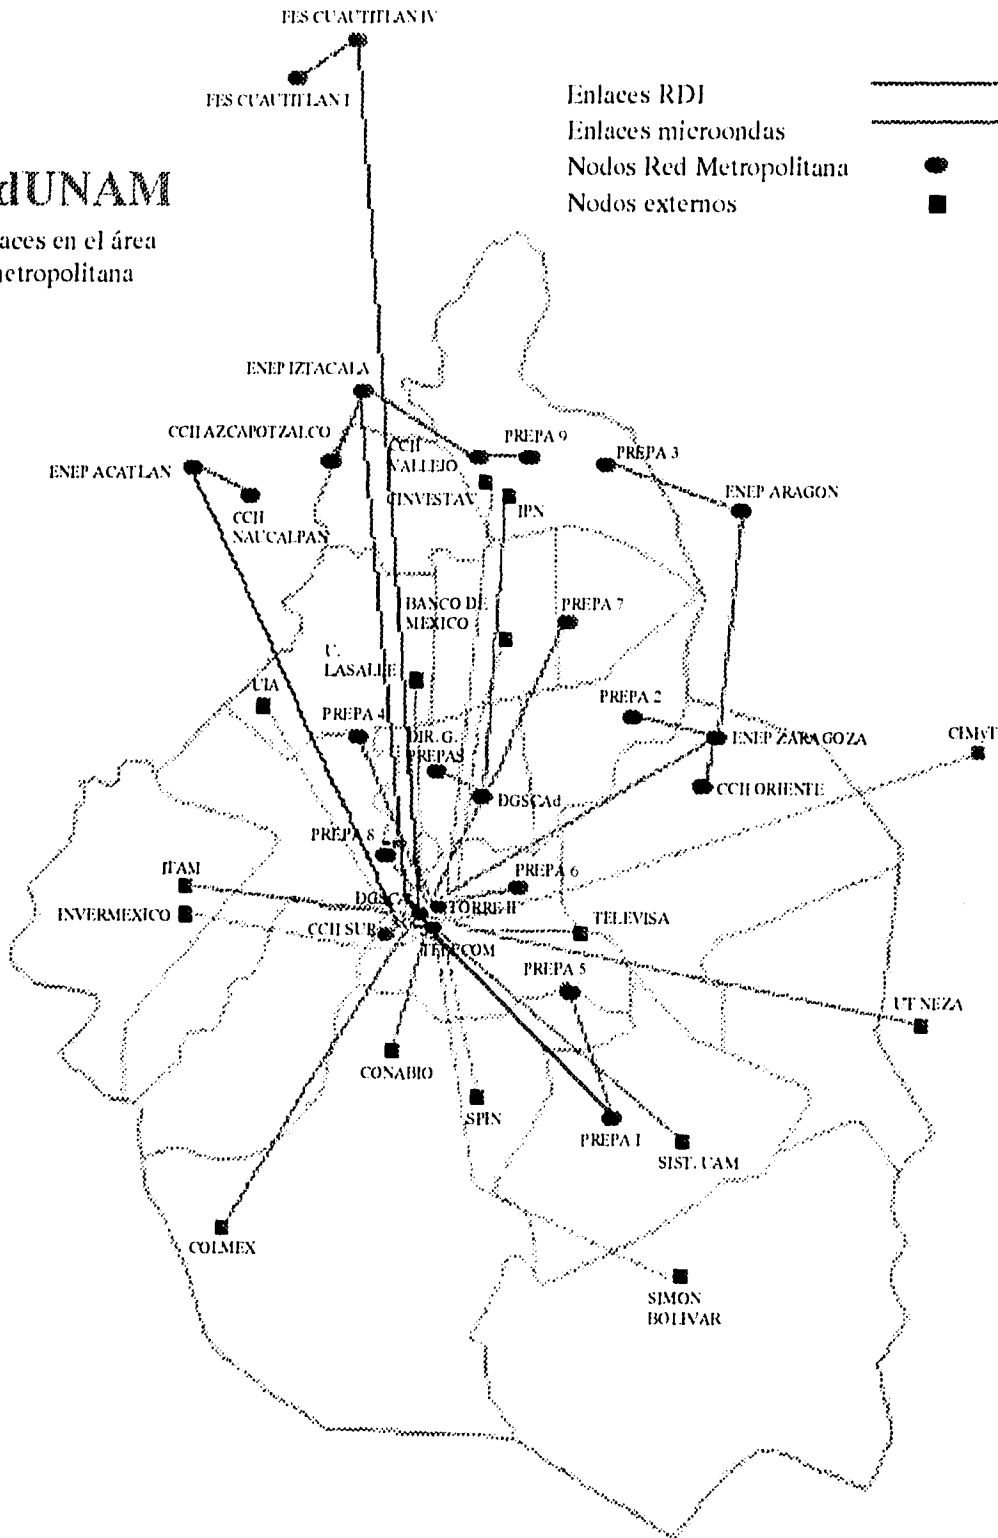 FES CUAUTITLAN IV
FES CUAUTITLAN I
Enlaces RDI
Enlaces microondas
Nodos Red Metropolitana
Nodos externos
dUNAM
aces en el área
etropolitana
ENEP IZTACALA
CCH AZCAPOTZALCO
ENEP ACATLAN
CCH
NAUCALPAN
CCH
VALLEJO
PREPA 9
PREPA 3
CINVESTAV
IPN
ENEP ARAGON
BANCO DE
MEXICO
PREPA 7
U.
LASALLE
UIA
PREPA 4
DIR. G.
PREPAS
PREPA 2
ENEP ZARAGOZA
CIMyT
DGSCAd
CCH ORIENTE
PREPA 8
ITAM
PREPA 6
INVERMEXICO
DGSCA
TORRE II
CCH SUR
TELECOM
TELEVISA
PREPA 5
UT NEZA
CONABIO
SPIN
PREPA 1
SIST. UAM
COLMEX
SIMON
BOLIVAR